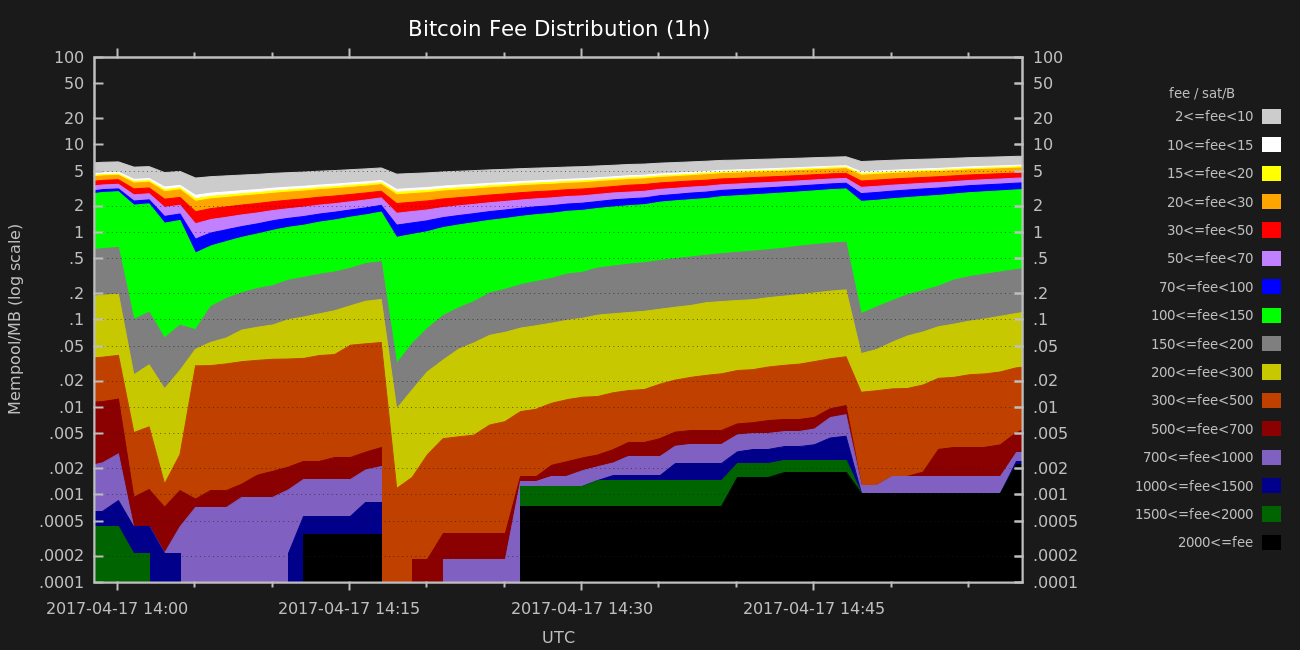 Bitcoin Fee Distribution (1h)
100 100
50 50
20 20
10 10
5 5
2 2
1 1
.5 .5
.2 .2
.1 .1
.05 .05
.02 .02
.01 .01
.005 .005
.002 .002
.001 .001
.0005 .0005
.0002 .0002
.0001 .0001
Mempool/MB (log scale)
2017-04-17 14:00 2017-04-17 14:15 2017-04-17 14:30 2017-04-17 14:45
UTC
fee / sat/B
2<=fee<10
10<=fee<15
15<=fee<20
20<=fee<30
30<=fee<50
50<=fee<70
70<=fee<100
100<=fee<150
150<=fee<200
200<=fee<300
300<=fee<500
500<=fee<700
700<=fee<1000
1000<=fee<1500
1500<=fee<2000
2000<=fee